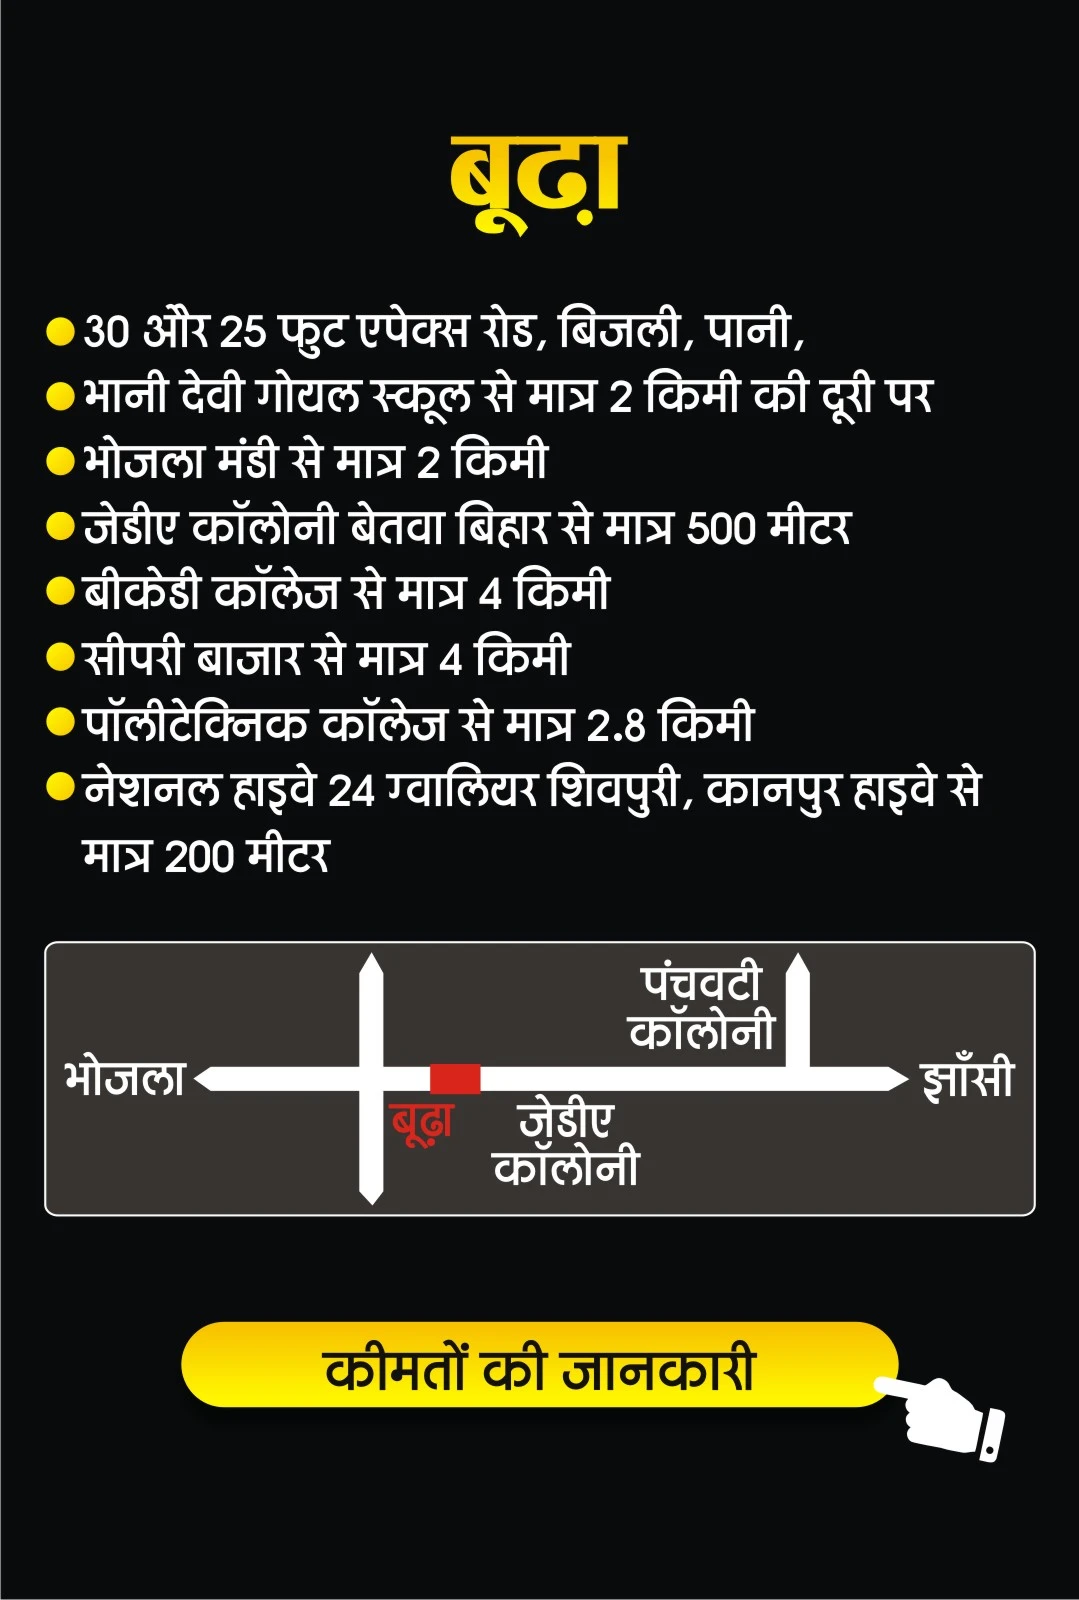 बूढ़ा
30 और 25 फुट एपेक्स रोड, बिजली, पानी,
भानी देवी गोयल स्कूल से मात्र 2 किमी की दूरी पर
भोजला मंडी से मात्र 2 किमी
जेडीए कॉलोनी बेतवा बिहार से मात्र 500 मीटर
बीकेडी कॉलेज से मात्र 4 किमी
सीपरी बाजार से मात्र 4 किमी
पॉलीटेक्निक कॉलेज से मात्र 2.8 किमी
नेशनल हाइवे 24 ग्वालियर शिवपुरी, कानपुर हाइवे से
मात्र 200 मीटर
पंचवटी
कॉलोनी
भोजला
झाँसी
बूढ़ा
जेडीए
कॉलोनी
कीमतों की जानकारी